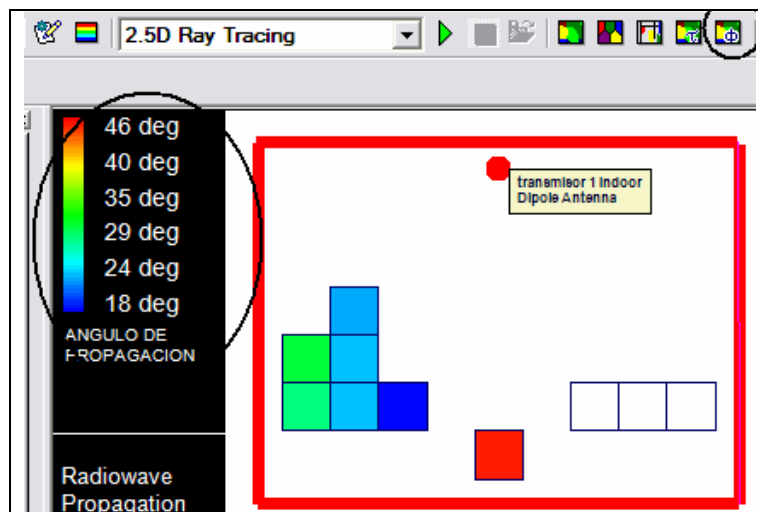 2.5D Ray Tracing
46 deg
40 deg
35 deg
29 deg
24 deg
18 deg
ANGULO DE
PROPAGACION
transmisor 1 Indoor
Dipole Antenna
Radiowave
Propagation